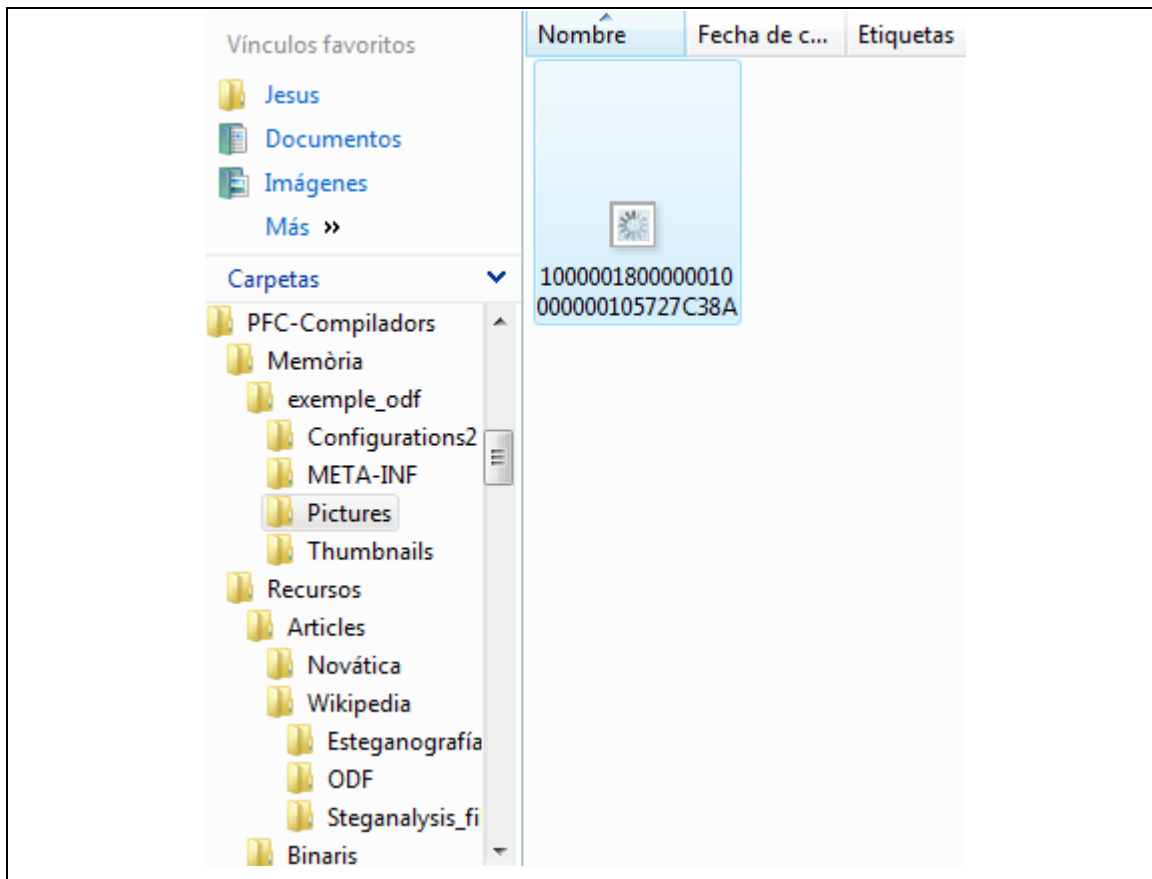 Vínculos favoritos
Jesus
Documentos
Imágenes
Más »
Carpetas
PFC-Compiladors
Memòria
exemple_odf
Configurations2
META-INF
Pictures
Thumbnails
Recursos
Articles
Novática
Wikipedia
Esteganografía
ODF
Steganalysis_fi
Binaris
Nombre Fecha de c... Etiquetas
1000001800000010
000000105727C38A